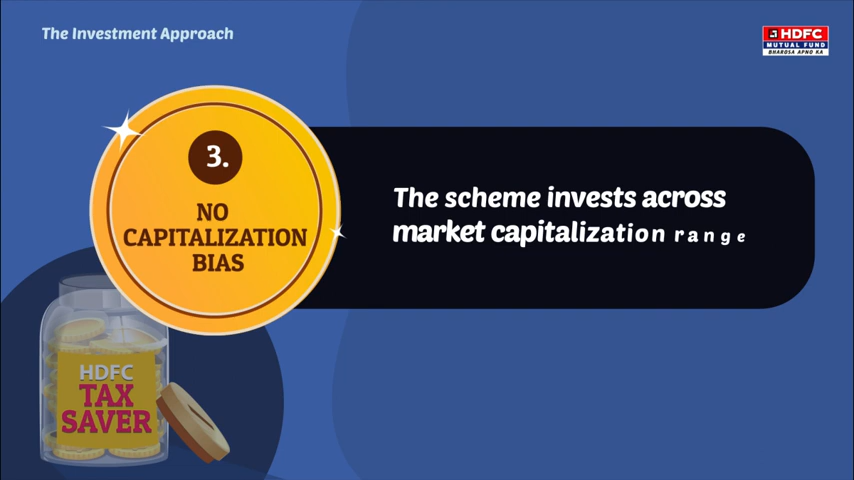 The Investment Approach
HDFC
MUTUAL FUND
BHAROSA APNO KA
3.
NO
CAPITALIZATION
BIAS
The scheme invests across
market capitalization range
HDFC
TAX
SAVER